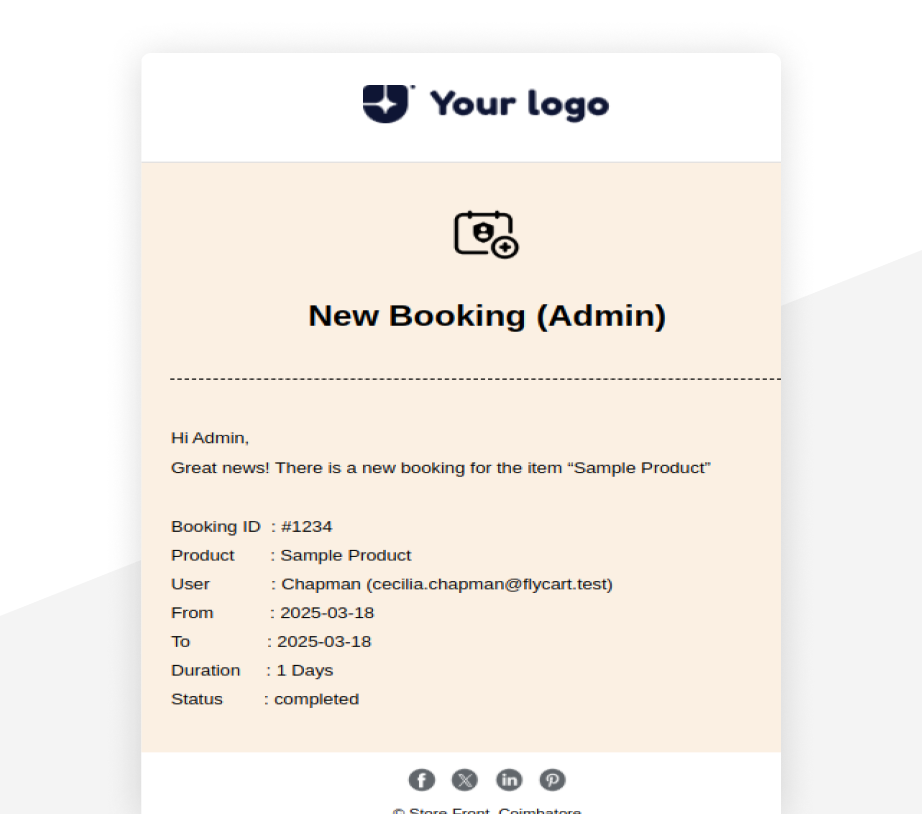 Your logo
New Booking (Admin)
Hi Admin,
Great news! There is a new booking for the item “Sample Product”
Booking ID : #1234
Product : Sample Product
User : Chapman (cecilia.chapman@flycart.test)
From : 2025-03-18
To : 2025-03-18
Duration : 1 Days
Status : completed
© Store Front, Coimbatore